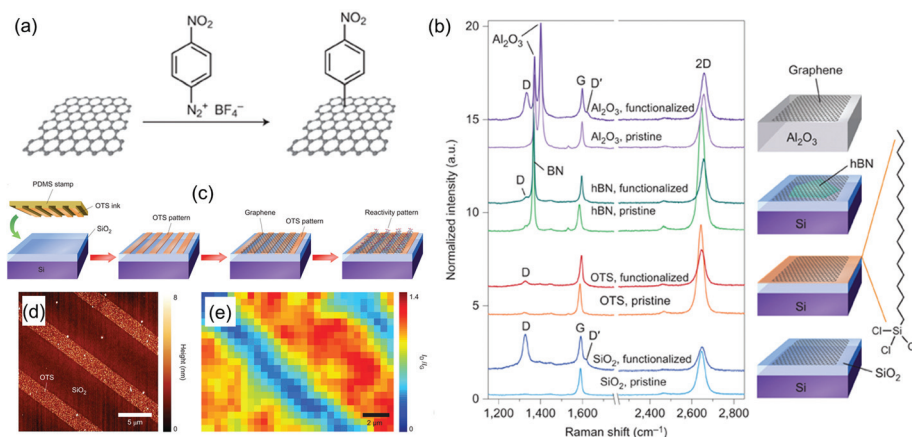 (a)
NO₂
N₂⁺ BF₄⁻
NO₂
(b)
Normalized intensity (a.u.)
20
15
10
5
0
Al₂O₃
D
G
D′
2D
Al₂O₃, functionalized
Al₂O₃, pristine
BN
D
hBN, functionalized
hBN, pristine
D
OTS, functionalized
OTS, pristine
D
G
D′
SiO₂, functionalized
SiO₂, pristine
1,200
1,400
1,600
2,600
2,800
Raman shift (cm⁻¹)
Graphene
Al₂O₃
hBN
Si
Si
Cl
Si
Cl
Si
SiO₂
(c)
PDMS stamp
OTS ink
SiO₂
Si
OTS pattern
Graphene
OTS pattern
Reactivity pattern
(d)
OTS
SiO₂
5 μm
8
0
Height (nm)
(e)
2 μm
1.4
0